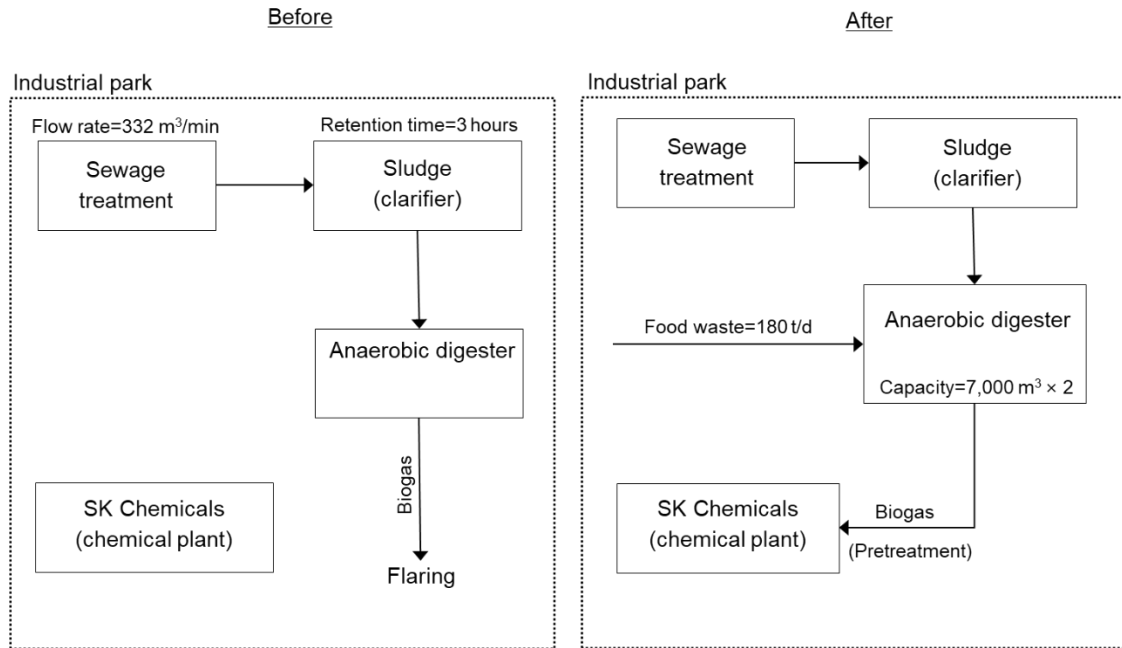 Before
Industrial park
Flow rate=332 m³/min
Retention time=3 hours
Sewage
treatment
Sludge
(clarifier)
Anaerobic digester
Biogas
SK Chemicals
(chemical plant)
Flaring
After
Industrial park
Sewage
treatment
Sludge
(clarifier)
Food waste=180 t/d
Anaerobic digester
Capacity=7,000 m³ × 2
SK Chemicals
(chemical plant)
Biogas
(Pretreatment)